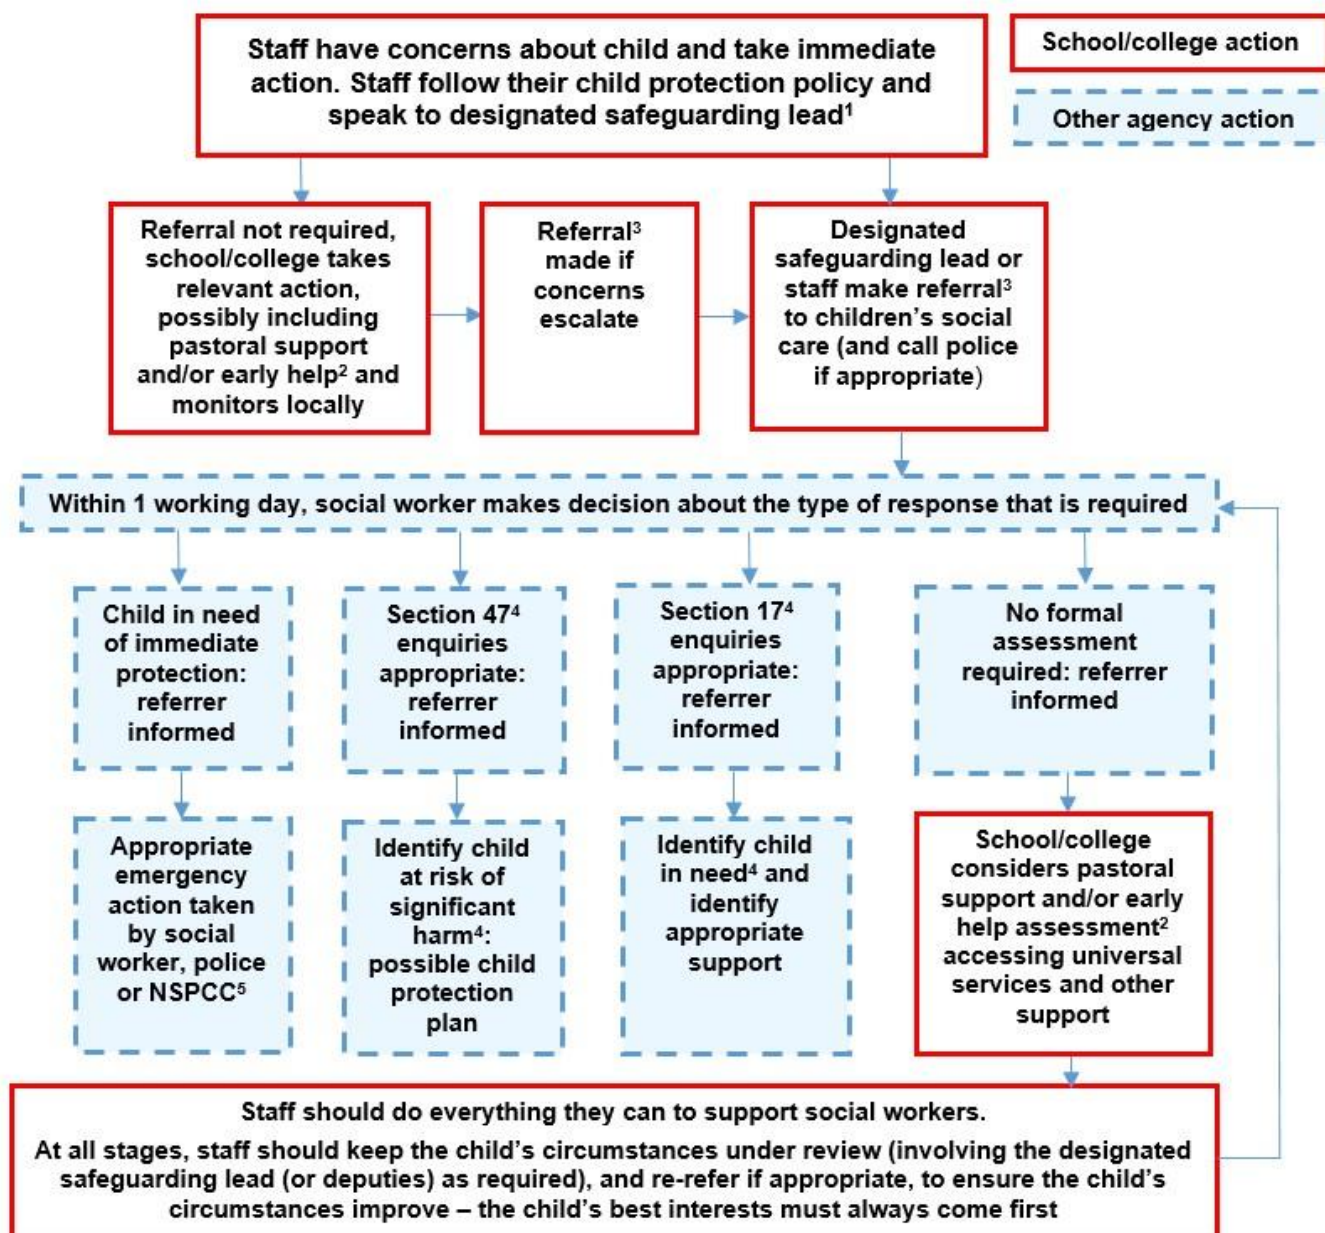 Staff have concerns about child and take immediate
action. Staff follow their child protection policy and
speak to designated safeguarding lead¹
School/college action
Other agency action
Referral not required,
school/college takes
relevant action,
possibly including
pastoral support
and/or early help² and
monitors locally
Referral³
made if
concerns
escalate
Designated
safeguarding lead or
staff make referral³
to children’s social
care (and call police
if appropriate)
Within 1 working day, social worker makes decision about the type of response that is required
Child in need
of immediate
protection:
referrer
informed
Section 47⁴
enquiries
appropriate:
referrer
informed
Section 17⁴
enquiries
appropriate:
referrer
informed
No formal
assessment
required: referrer
informed
Appropriate
emergency
action taken
by social
worker, police
or NSPCC⁵
Identify child
at risk of
significant
harm⁴:
possible child
protection
plan
Identify child
in need⁴ and
identify
appropriate
support
School/college
considers pastoral
support and/or early
help assessment²
accessing universal
services and other
support
Staff should do everything they can to support social workers.
At all stages, staff should keep the child’s circumstances under review (involving the designated
safeguarding lead (or deputies) as required), and re-refer if appropriate, to ensure the child’s
circumstances improve – the child’s best interests must always come first